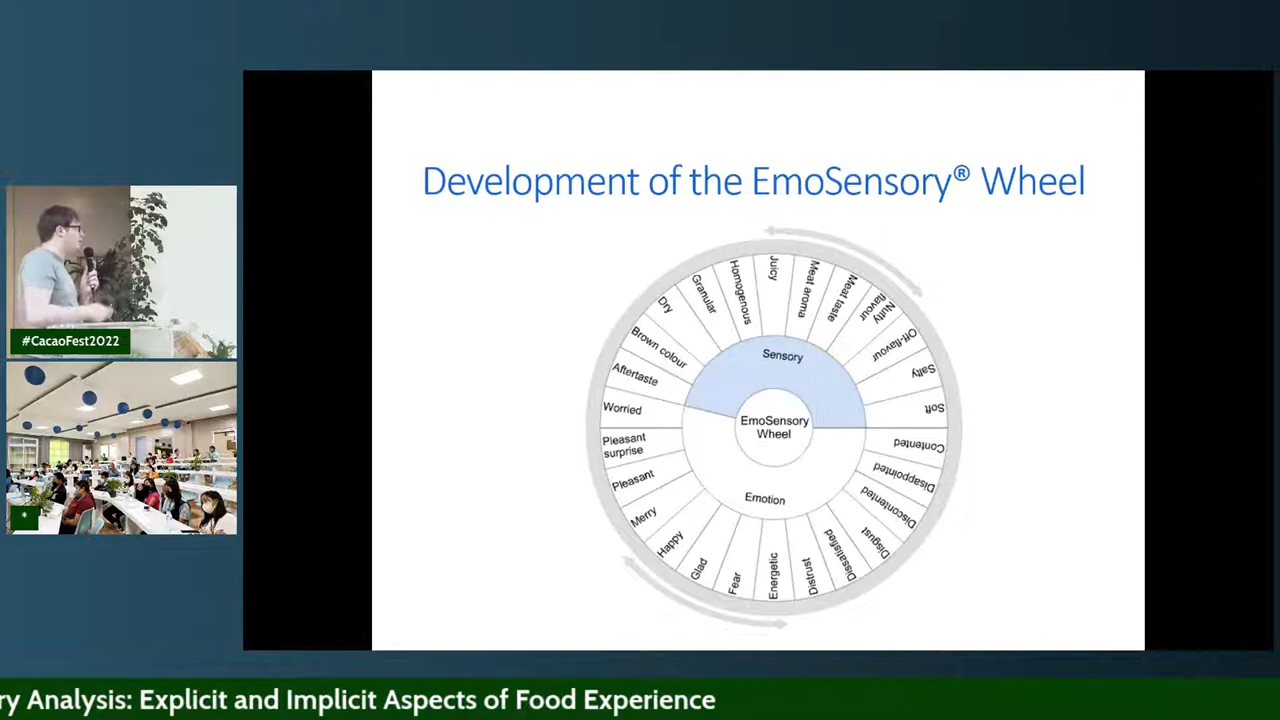 Development of the EmoSensory® Wheel
#CacaoFest2022
*
Juicy
Meat aroma
Meat taste
Nutty
flavour
Off-flavour
Salty
Soft
Contented
Disappointed
Discontented
Disgust
Dissatisfied
Distrust
Energetic
Fear
Glad
Happy
Merry
Pleasant
Pleasant
surprise
Worried
Aftertaste
Brown colour
Dry
Granular
Homogenous
Sensory
EmoSensory
Wheel
Emotion
ry Analysis: Explicit and Implicit Aspects of Food Experience